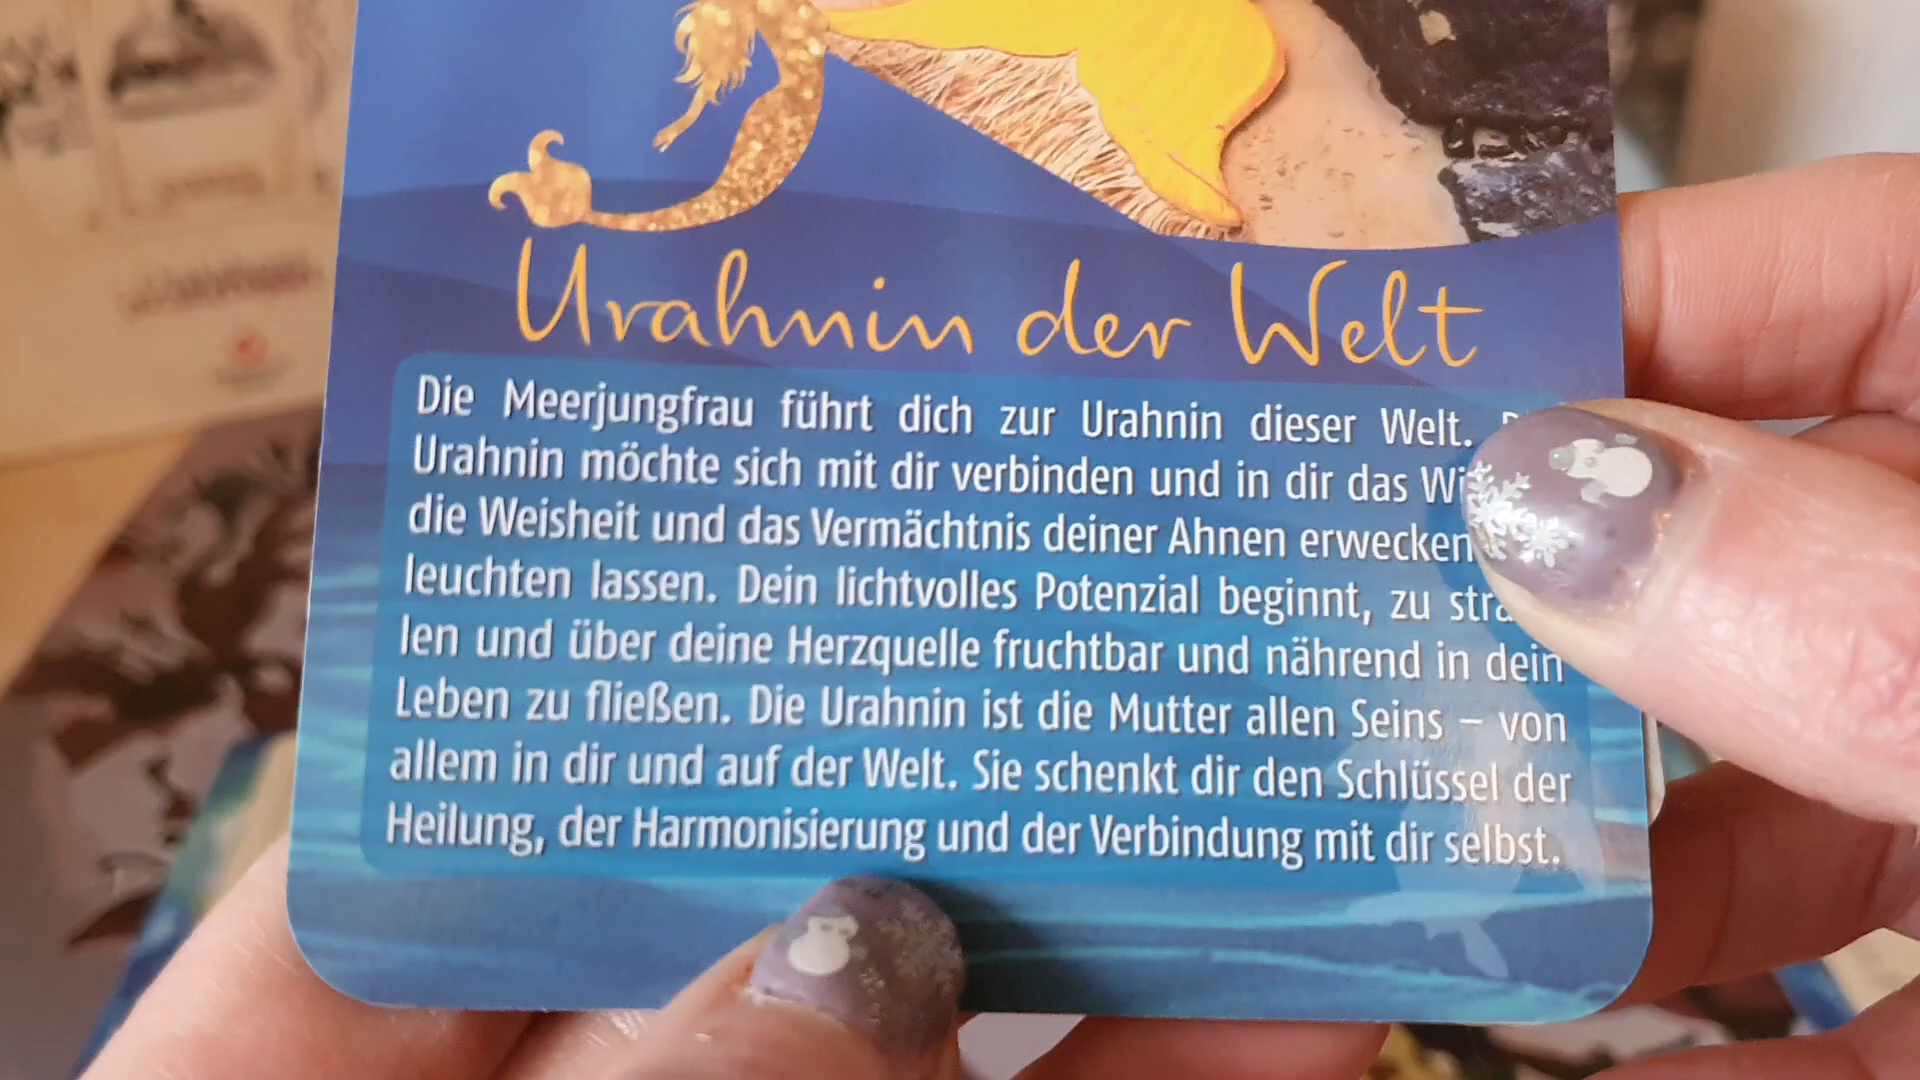 Urahnin der Welt
Die Meerjungfrau führt dich zur Urahnin dieser Welt.
Urahnin möchte sich mit dir verbinden und in dir das
die Weisheit und das Vermächtnis deiner Ahnen erwecken
leuchten lassen. Dein lichtvolles Potenzial beginnt, zu
len und über deine Herzquelle fruchtbar und nährend in dein
Leben zu fließen. Die Urahnin ist die Mutter allen Seins – von
allem in dir und auf der Welt. Sie schenkt dir den Schlüssel der
Heilung, der Harmonisierung und der Verbindung mit dir selbst.